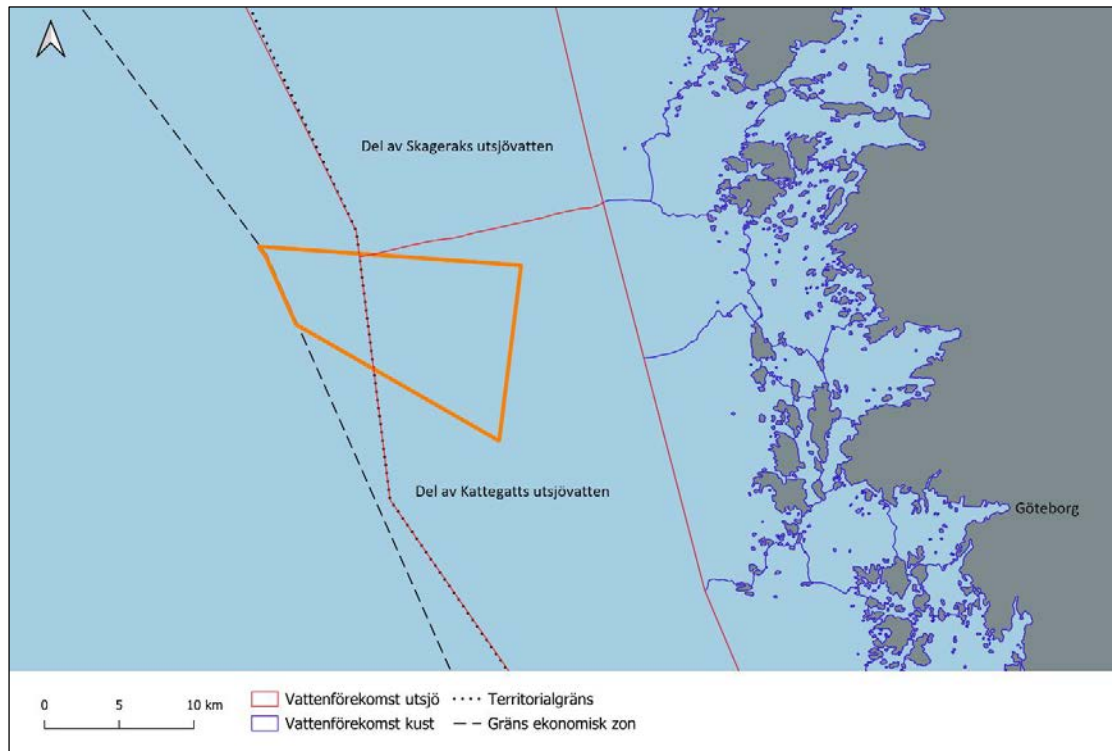 Del av Skageraks utsjövatten
Del av Kattegatts utsjövatten
Göteborg
0 5 10 km
Vattenförekomst utsjö
Territorialgräns
Vattenförekomst kust
Gräns ekonomisk zon